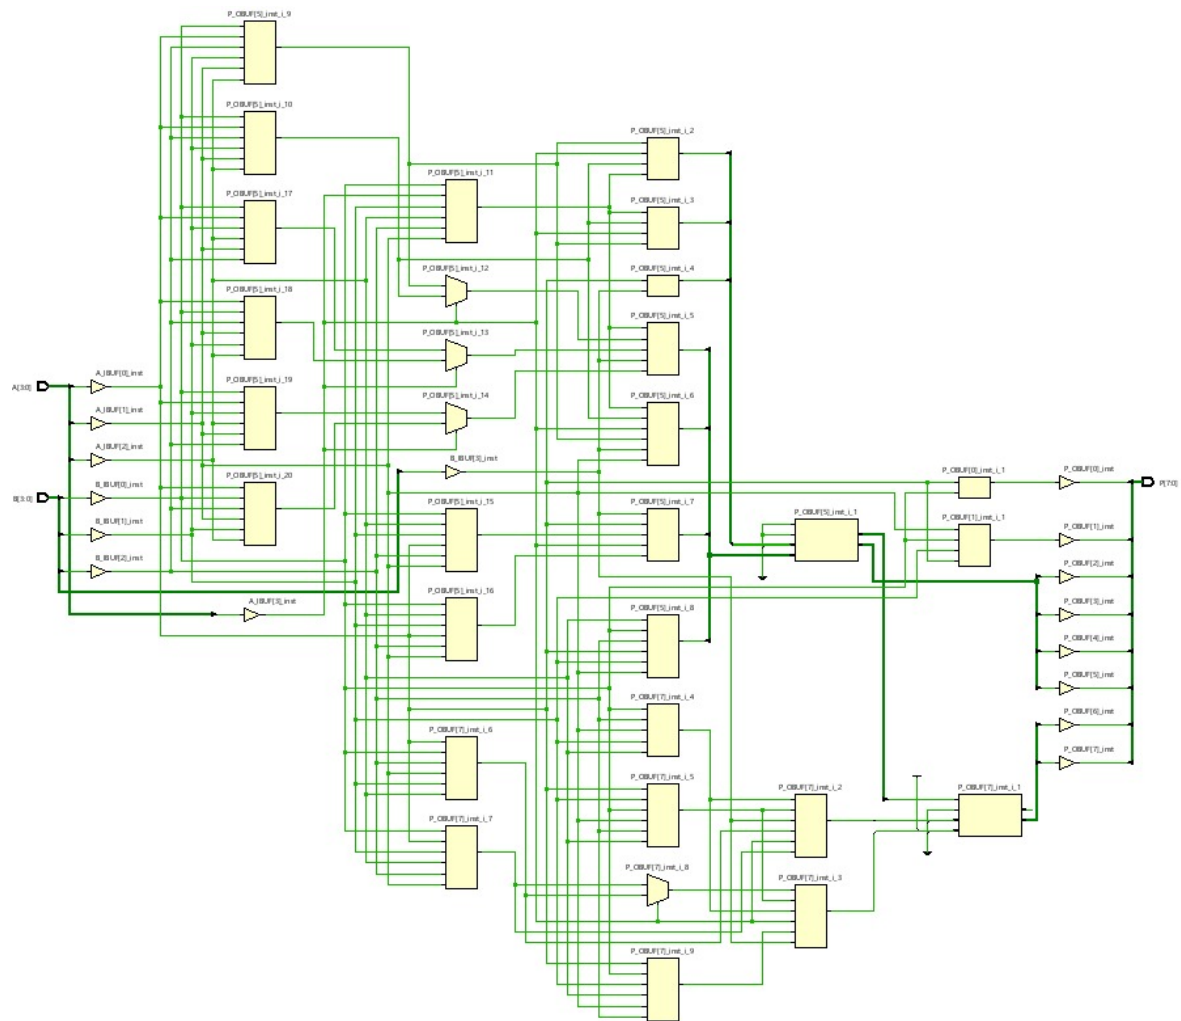 P_OBUF[5]_inst_i_9
P_OBUF[5]_inst_i_10
P_OBUF[5]_inst_i_17
P_OBUF[5]_inst_i_18
P_OBUF[5]_inst_i_19
P_OBUF[5]_inst_i_20
A[3:0]
A_IBUF[0]_inst
A_IBUF[1]_inst
A_IBUF[2]_inst
B[3:0]
B_IBUF[0]_inst
B_IBUF[1]_inst
B_IBUF[2]_inst
A_IBUF[3]_inst
P_OBUF[5]_inst_i_11
P_OBUF[5]_inst_i_12
P_OBUF[5]_inst_i_13
P_OBUF[5]_inst_i_14
B_IBUF[3]_inst
P_OBUF[5]_inst_i_15
P_OBUF[5]_inst_i_16
P_OBUF[7]_inst_i_6
P_OBUF[7]_inst_i_7
P_OBUF[5]_inst_i_2
P_OBUF[5]_inst_i_3
P_OBUF[5]_inst_i_4
P_OBUF[5]_inst_i_5
P_OBUF[5]_inst_i_6
P_OBUF[5]_inst_i_7
P_OBUF[5]_inst_i_8
P_OBUF[7]_inst_i_4
P_OBUF[7]_inst_i_5
P_OBUF[7]_inst_i_8
P_OBUF[7]_inst_i_9
P_OBUF[5]_inst_i_1
P_OBUF[7]_inst_i_2
P_OBUF[7]_inst_i_3
P_OBUF[0]_inst_i_1
P_OBUF[1]_inst_i_1
P_OBUF[7]_inst_i_1
P_OBUF[0]_inst
P_OBUF[1]_inst
P_OBUF[2]_inst
P_OBUF[3]_inst
P_OBUF[4]_inst
P_OBUF[5]_inst
P_OBUF[6]_inst
P_OBUF[7]_inst
P[7:0]